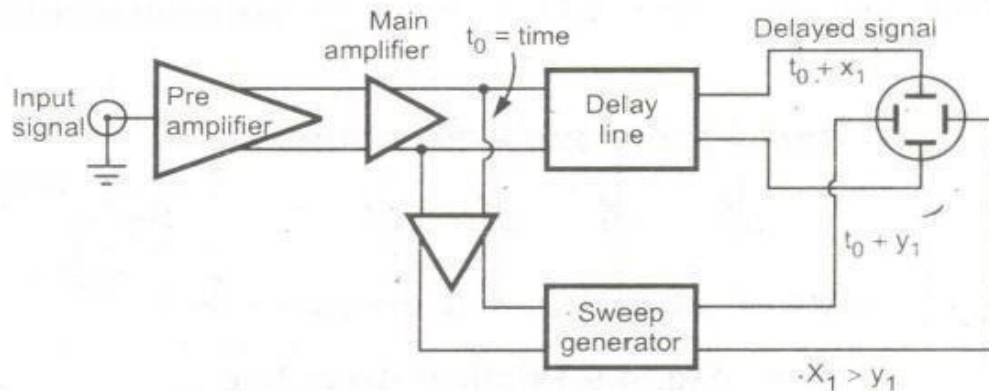 Main
amplifier
t₀ = time
Delayed signal
t₀ + x₁
Input
signal
Pre
amplifier
Delay
line
t₀ + y₁
Sweep
generator
X₁ > y₁